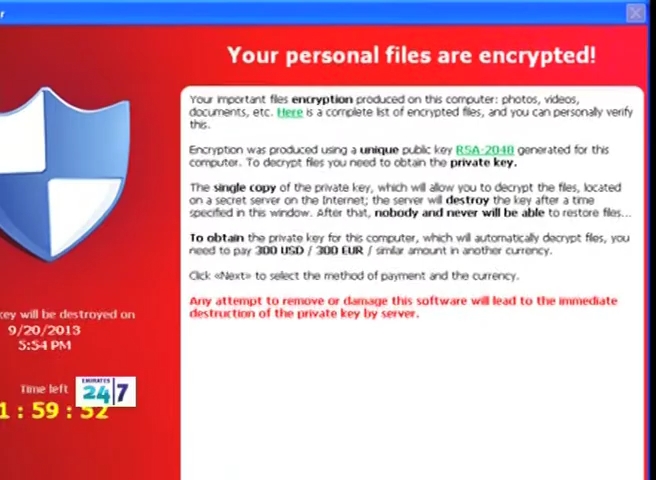 r
Your personal files are encrypted!
Your important files encryption produced on this computer: photos, videos,
documents, etc. Here is a complete list of encrypted files, and you can personally verify
this.
Encryption was produced using a unique public key RSA-2048 generated for this
computer. To decrypt files you need to obtain the private key.
The single copy of the private key, which will allow you to decrypt the files, located
on a secret server on the Internet; the server will destroy the key after a time
specified in this window. After that, nobody and never will be able to restore files...
To obtain the private key for this computer, which will automatically decrypt files, you
need to pay 300 USD / 300 EUR / similar amount in another currency.
Click «Next» to select the method of payment and the currency.
Any attempt to remove or damage this software will lead to the immediate
destruction of the private key by server.
key will be destroyed on
9/20/2013
5:54 PM
Time left
1 : 59 : 52
EMIRATES
24|7